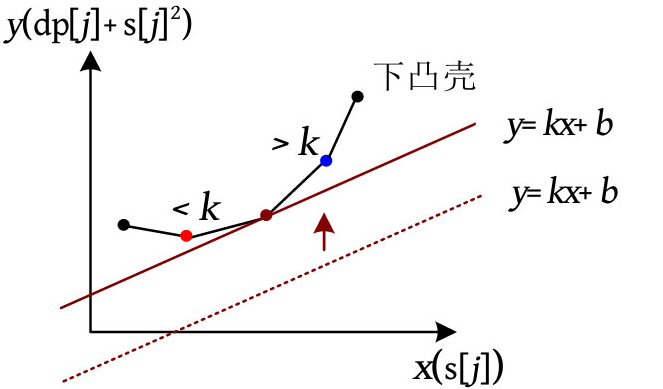 y(dp[j]+s[j]²)
下凸壳
y= kx+ b
> k
y= kx+ b
< k
x(s[j])